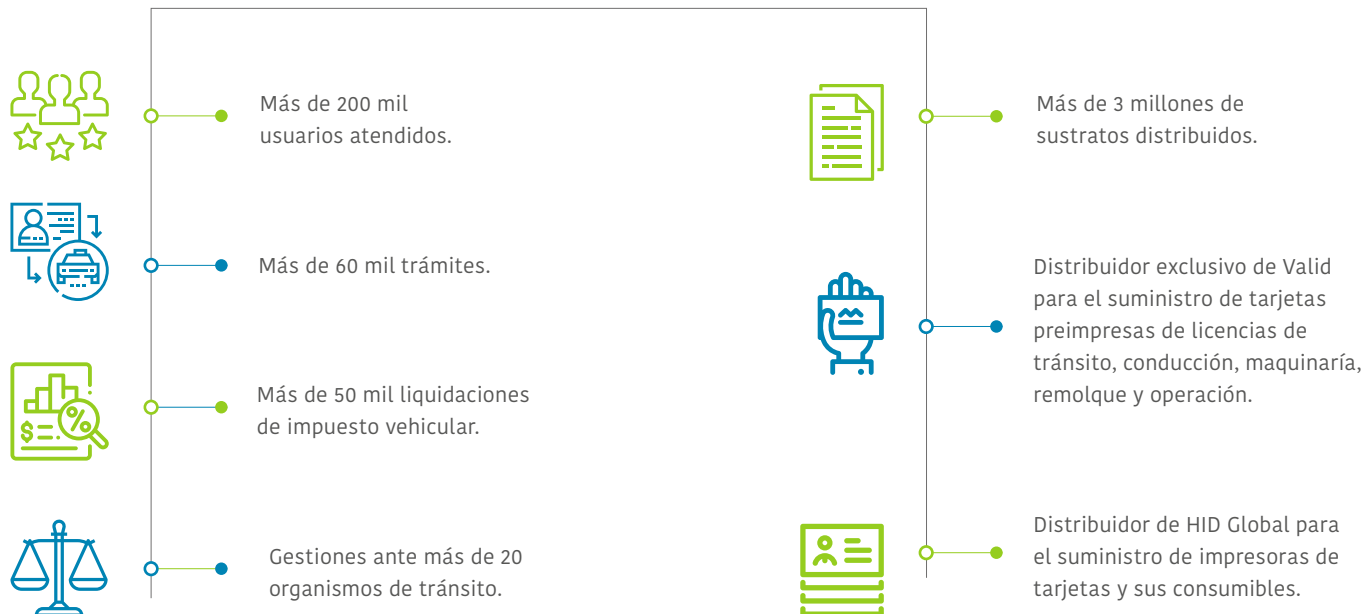 Más de 200 mil
usuarios atendidos.
Más de 60 mil trámites.
Más de 50 mil liquidaciones
de impuesto vehicular.
Gestiones ante más de 20
organismos de tránsito.
Más de 3 millones de
sustratos distribuidos.
Distribuidor exclusivo de Valid
para el suministro de tarjetas
preimpresas de licencias de
tránsito, conducción, maquinaría,
remolque y operación.
Distribuidor de HID Global para
el suministro de impresoras de
tarjetas y sus consumibles.